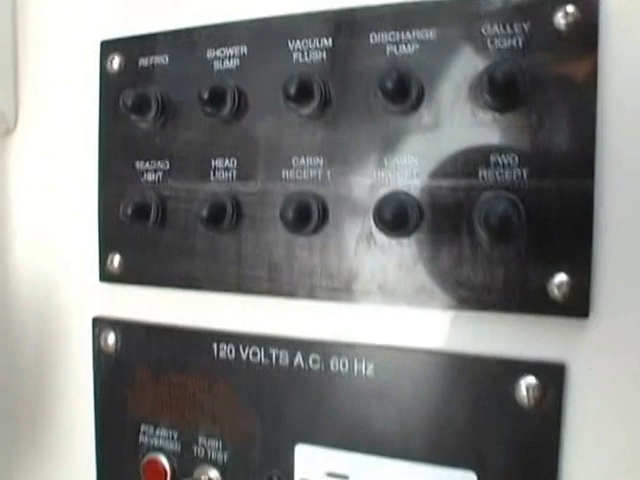 REFRIG
SHOWER
SUMP
VACUUM
FLUSH
DISCHARGE
PUMP
GALLEY
LIGHT
READING
LIGHT
HEAD
LIGHT
CABIN
RECEPT 1
CABIN
FWD
RECEPT
120 VOLTS A.C. 60 Hz
POLARITY
REVERSED
PUSH
TO TEST